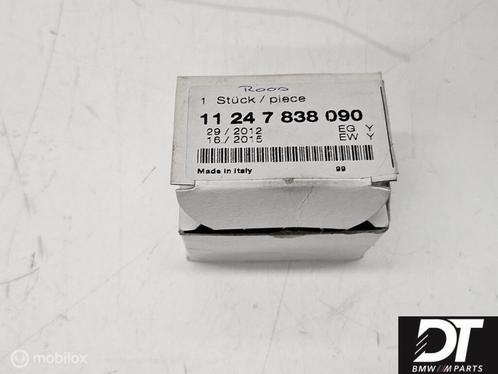 Rood
1 Stück / piece
11 24 7 838 090
29 / 2012 EG Y
16 / 2015 EW Y
Made in Italy 99
mobilox
DT
BMW///M PARTS